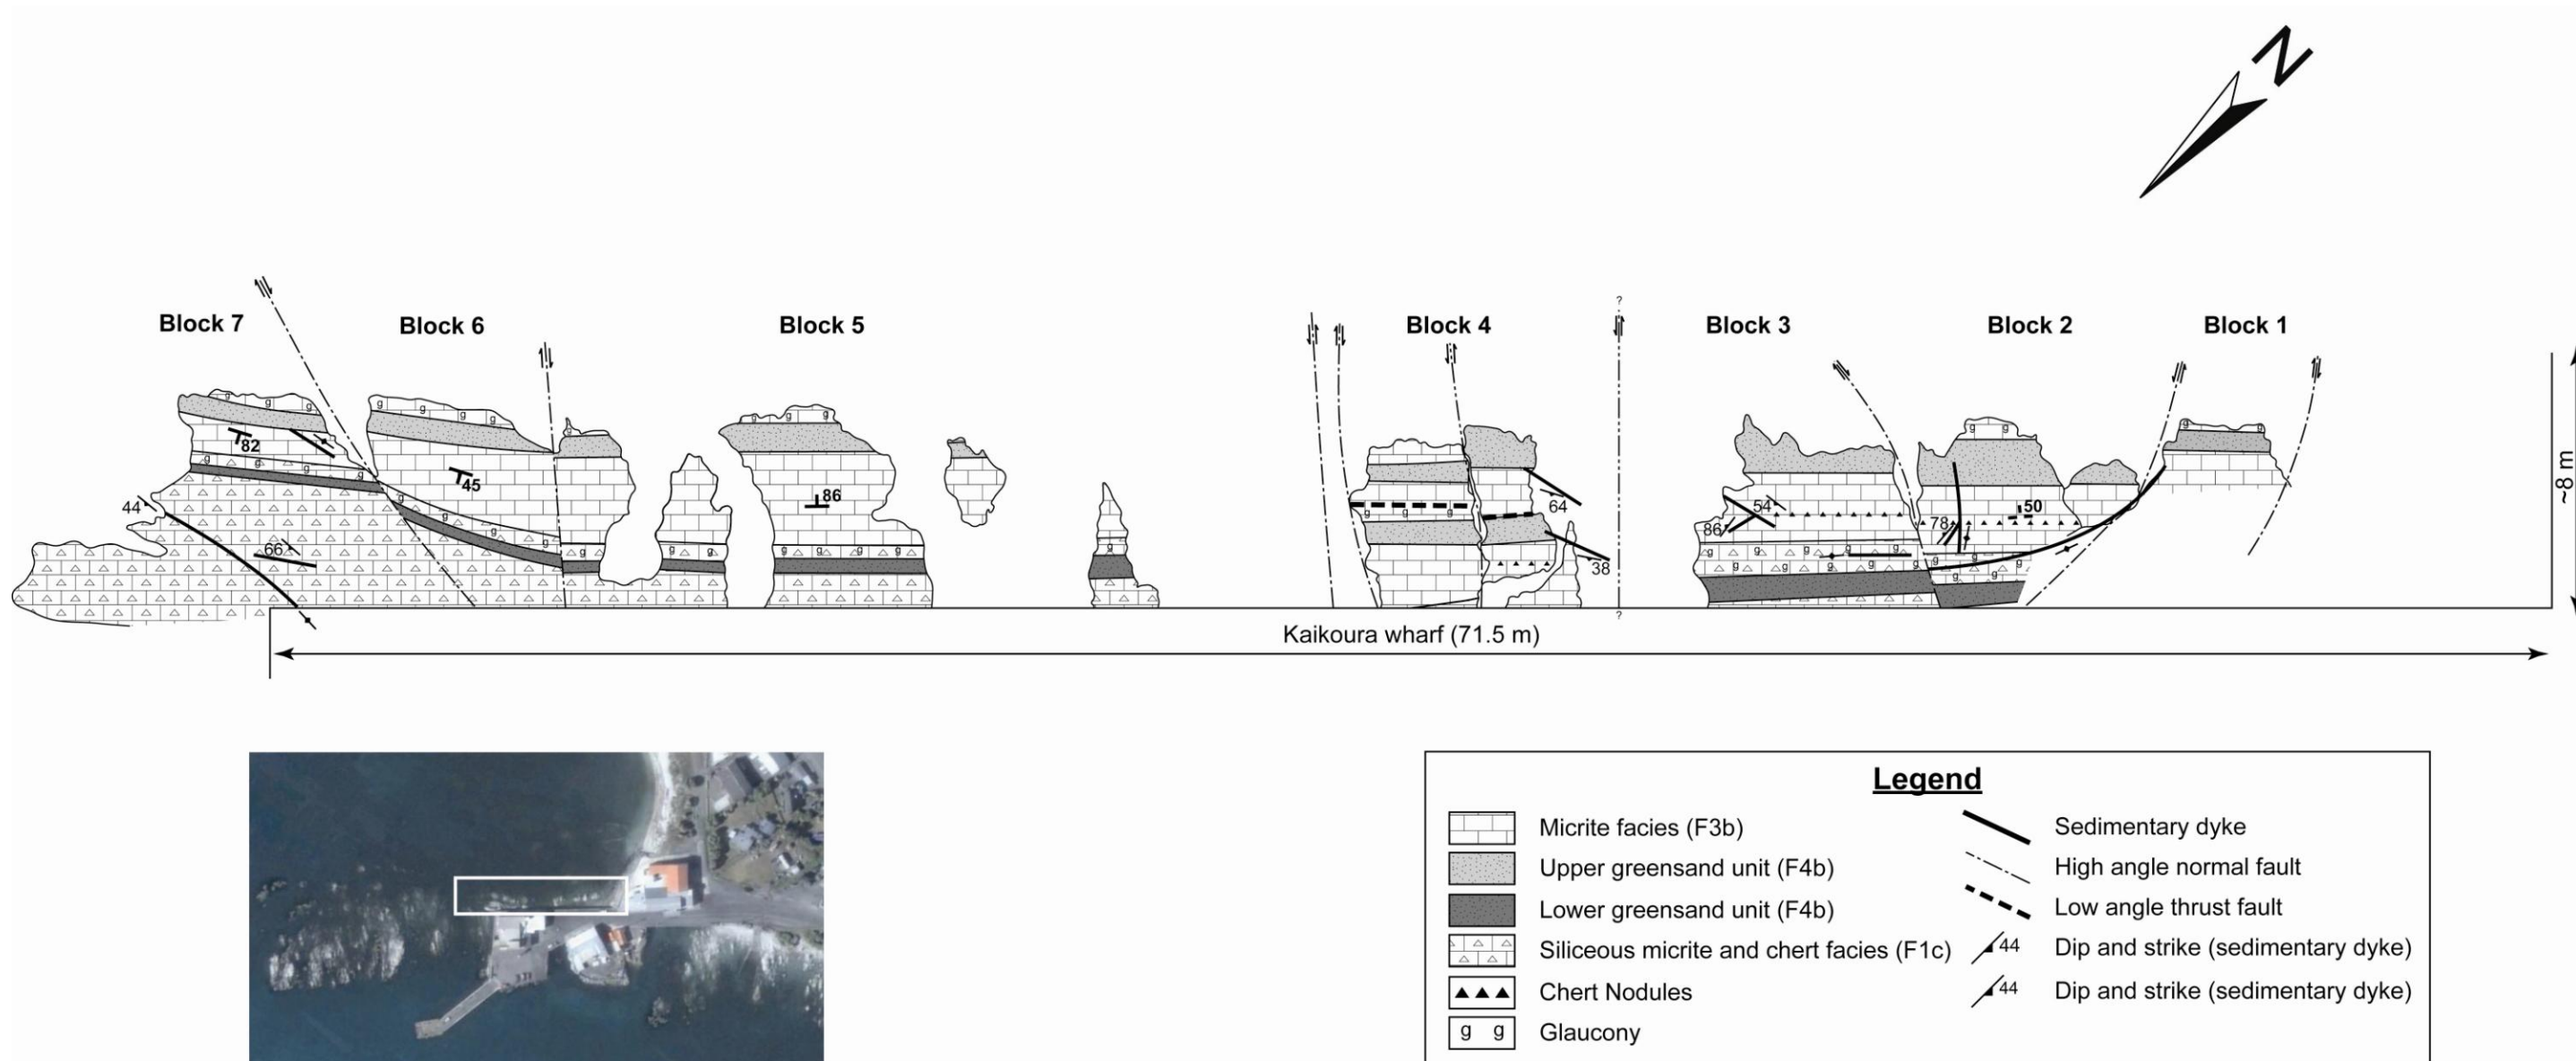 N
Block 7
Block 6
Block 5
Block 4
Block 3
Block 2
Block 1
?
g g g g g g g g
82
45
86
44
66
64
38
54
86
78
50
g g g g
?
~8 m
Kaikoura wharf (71.5 m)
Legend
Micrite facies (F3b)
Upper greensand unit (F4b)
Lower greensand unit (F4b)
Siliceous micrite and chert facies (F1c)
Chert Nodules
g g Glaucony
Sedimentary dyke
High angle normal fault
Low angle thrust fault
44 Dip and strike (sedimentary dyke)
44 Dip and strike (sedimentary dyke)